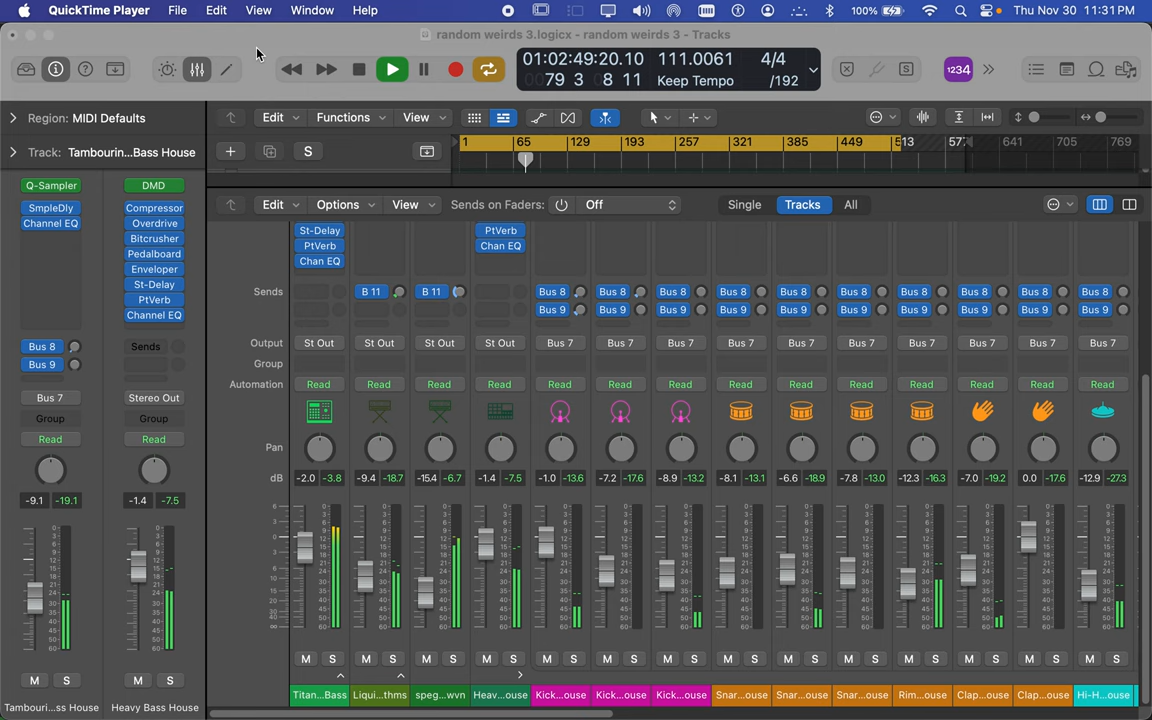 QuickTime Player File Edit View Window Help 100% Thu Nov 30 11:31 PM
random weirds 3.logicx - random weirds 3 - Tracks
01:02:49:20.10 111.0061 4/4
0079 3 8 11 Keep Tempo /192
1234
Region: MIDI Defaults
Edit Functions View
Track: Tambourin...Bass House
S
1 65 129 193 257 321 385 449 513 577 641 705 769
Q-Sampler DMD
Edit Options View Sends on Faders: Off Single Tracks All
SmpleDly Compressor
Channel EQ Overdrive
Bitcrusher
Pedalboard
Enveloper
St-Delay
PtVerb
Channel EQ
St-Delay PtVerb
PtVerb Chan EQ
Chan EQ
Sends B 11 B 11 Bus 8 Bus 8 Bus 8 Bus 8 Bus 8 Bus 8 Bus 8 Bus 8 Bus 8 Bus 8
Bus 9 Bus 9 Bus 9 Bus 9 Bus 9 Bus 9 Bus 9 Bus 9 Bus 9 Bus 9
Bus 8 Sends
Bus 9
Output St Out St Out St Out St Out Bus 7 Bus 7 Bus 7 Bus 7 Bus 7 Bus 7 Bus 7 Bus 7 Bus 7 Bus 7
Group
Automation Read Read Read Read Read Read Read Read Read Read Read Read Read Read
Bus 7 Stereo Out
Group Group
Read Read
Pan
dB -2.0 -3.8 -9.4 -18.7 -15.4 -6.7 -1.4 -7.5 -1.0 -13.6 -7.2 -17.6 -8.9 -13.2 -8.1 -13.1 -6.6 -18.9 -7.8 -13.0 -12.3 -16.3 -7.0 -19.2 0.0 -17.6 -12.9 -27.3
-9.1 -19.1 -1.4 -7.5
M S M S M S M S M S M S M S M S M S M S M S M S M S M S
M S M S
Titan...Bass Liqui...thms speg...wvn Heav...ouse Kick...ouse Kick...ouse Kick...ouse Snar...ouse Snar...ouse Snar...ouse Rim...ouse Clap...ouse Clap...ouse Hi-H...ouse
Tambouri...ss House Heavy Bass House